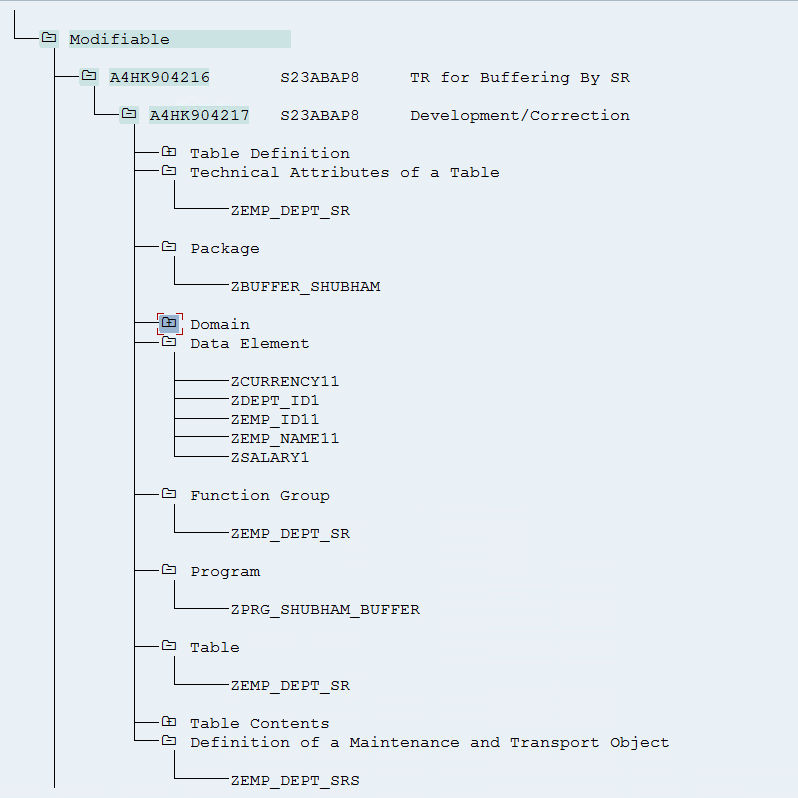 Modifiable
A4HK904216 S23ABAP8 TR for Buffering By SR
A4HK904217 S23ABAP8 Development/Correction
Table Definition
Technical Attributes of a Table
ZEMP_DEPT_SR
Package
ZBUFFER_SHUBHAM
Domain
Data Element
ZCURRENCY11
ZDEPT_ID1
ZEMP_ID11
ZEMP_NAME11
ZSALARY1
Function Group
ZEMP_DEPT_SR
Program
ZPRG_SHUBHAM_BUFFER
Table
ZEMP_DEPT_SR
Table Contents
Definition of a Maintenance and Transport Object
ZEMP_DEPT_SRS